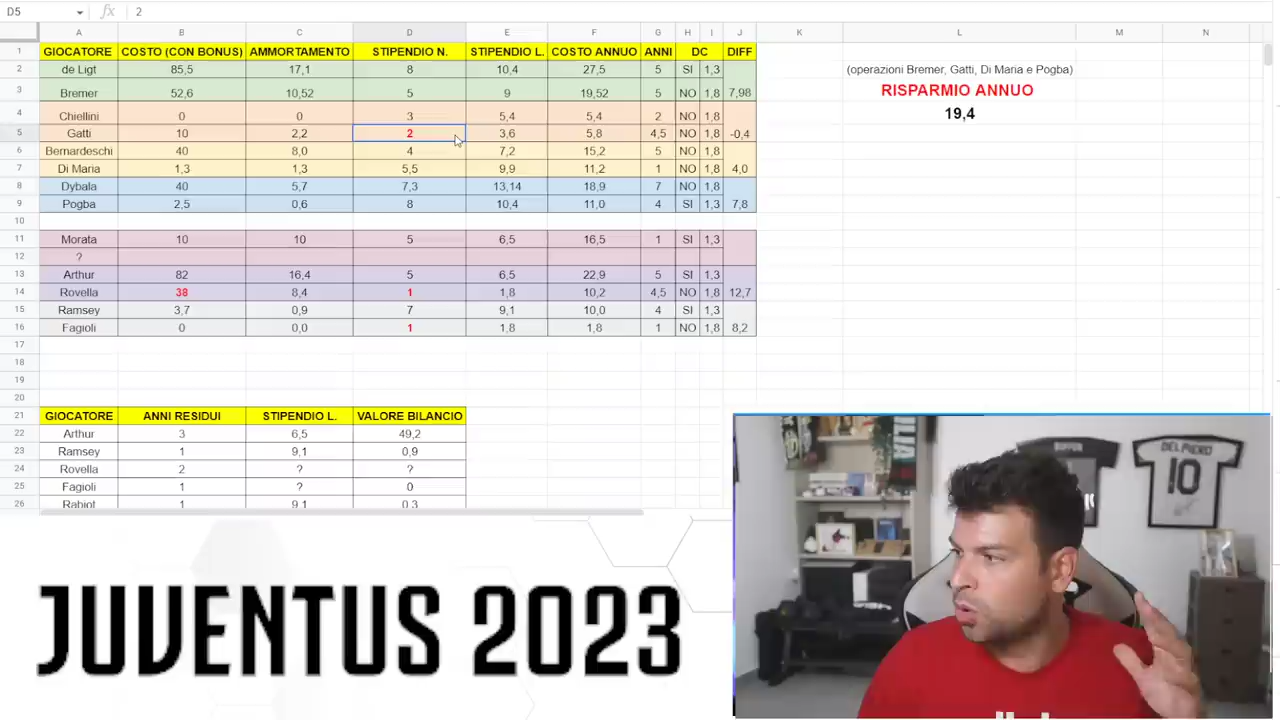 D5 fx 2
A B C D E F G H I J K L M N
1 GIOCATORE COSTO (CON BONUS) AMMORTAMENTO STIPENDIO N. STIPENDIO L. COSTO ANNUO ANNI DC DIFF
2 de Ligt 85,5 17,1 8 10,4 27,5 5 SI 1,3 (operazioni Bremer, Gatti, Di Maria e Pogba)
3 Bremer 52,6 10,52 5 9 19,52 5 NO 1,8 7,98 RISPARMIO ANNUO
4 Chiellini 0 0 3 5,4 5,4 2 NO 1,8 19,4
5 Gatti 10 2,2 2 3,6 5,8 4,5 NO 1,8 -0,4
6 Bernardeschi 40 8,0 4 7,2 15,2 5 NO 1,8
7 Di Maria 1,3 1,3 5,5 9,9 11,2 1 NO 1,8 4,0
8 Dybala 40 5,7 7,3 13,14 18,9 7 NO 1,8
9 Pogba 2,5 0,6 8 10,4 11,0 4 SI 1,3 7,8
10
11 Morata 10 10 5 6,5 16,5 1 SI 1,3
12 ?
13 Arthur 82 16,4 5 6,5 22,9 5 SI 1,3
14 Rovella 38 8,4 1 1,8 10,2 4,5 NO 1,8 12,7
15 Ramsey 3,7 0,9 7 9,1 10,0 4 SI 1,3
16 Fagioli 0 0,0 1 1,8 1,8 1 NO 1,8 8,2
17
18
19
20
21 GIOCATORE ANNI RESIDUI STIPENDIO L. VALORE BILANCIO
22 Arthur 3 6,5 49,2
23 Ramsey 1 9,1 0,9
24 Rovella 2 ? ?
25 Fagioli 1 ? 0
26 Rabiot 1 9,1 0,3
DEL PIERO
10
JUVENTUS 2023